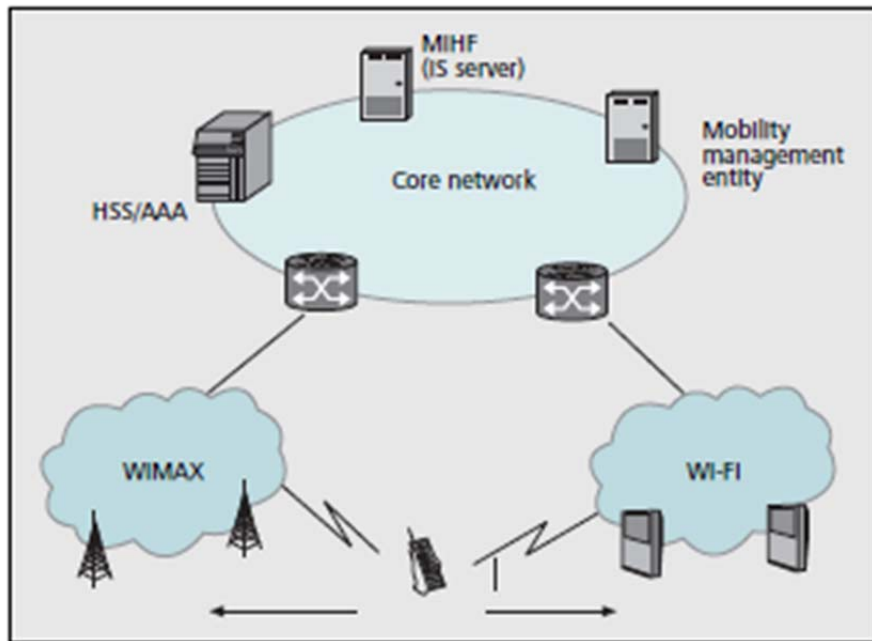 MIHF
(IS server)
Mobility
management
entity
Core network
HSS/AAA
WIMAX
WI-FI